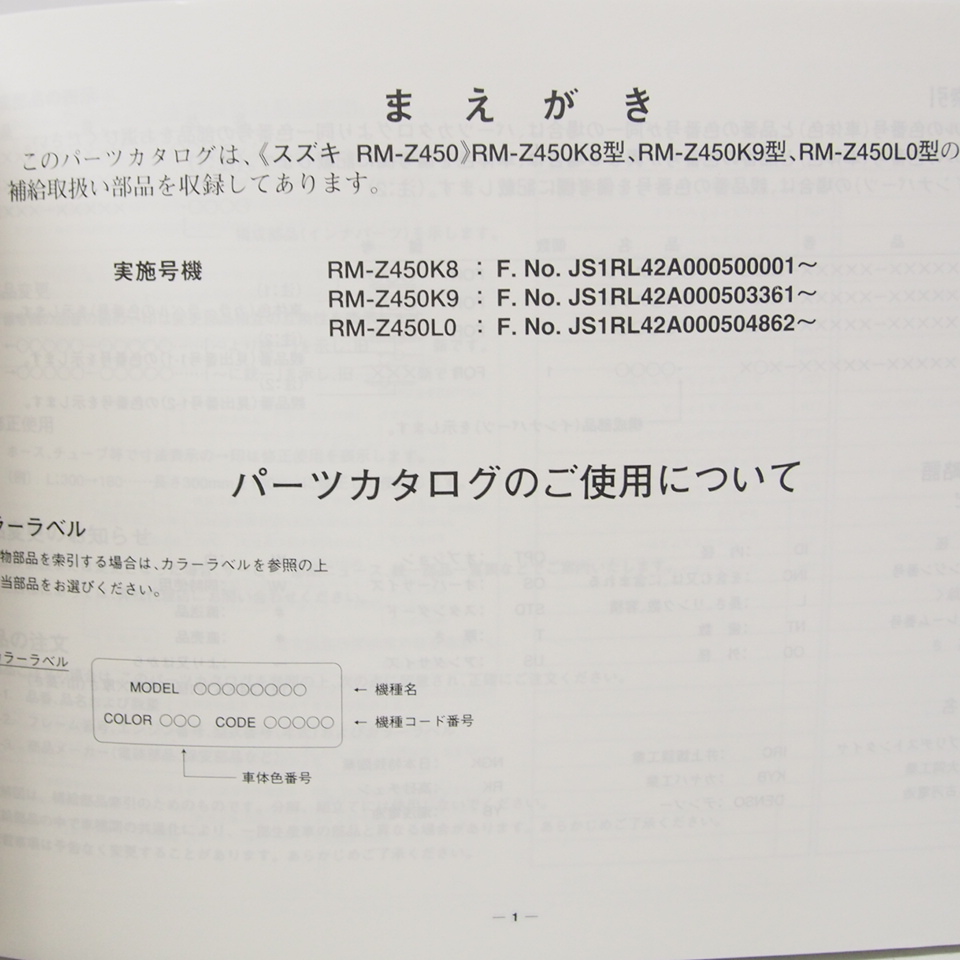 まえがき
このパーツカタログは、《スズキ RM-Z450》RM-Z450K8型、RM-Z450K9型、RM-Z450L0型の
補給取扱い部品を収録してあります。
実施号機 RM-Z450K8 : F. No. JS1RL42A000500001～
RM-Z450K9 : F. No. JS1RL42A000503361～
RM-Z450L0 : F. No. JS1RL42A000504862～
パーツカタログのご使用について
ラーラベル
物部品を索引する場合は、カラーラベルを参照の上
当部品をお選びください。
ラーラベル
MODEL ○○○○○○○○ ← 機種名
COLOR ○○○ CODE ○○○○○ ← 機種コード番号
車体色番号
— 1 —